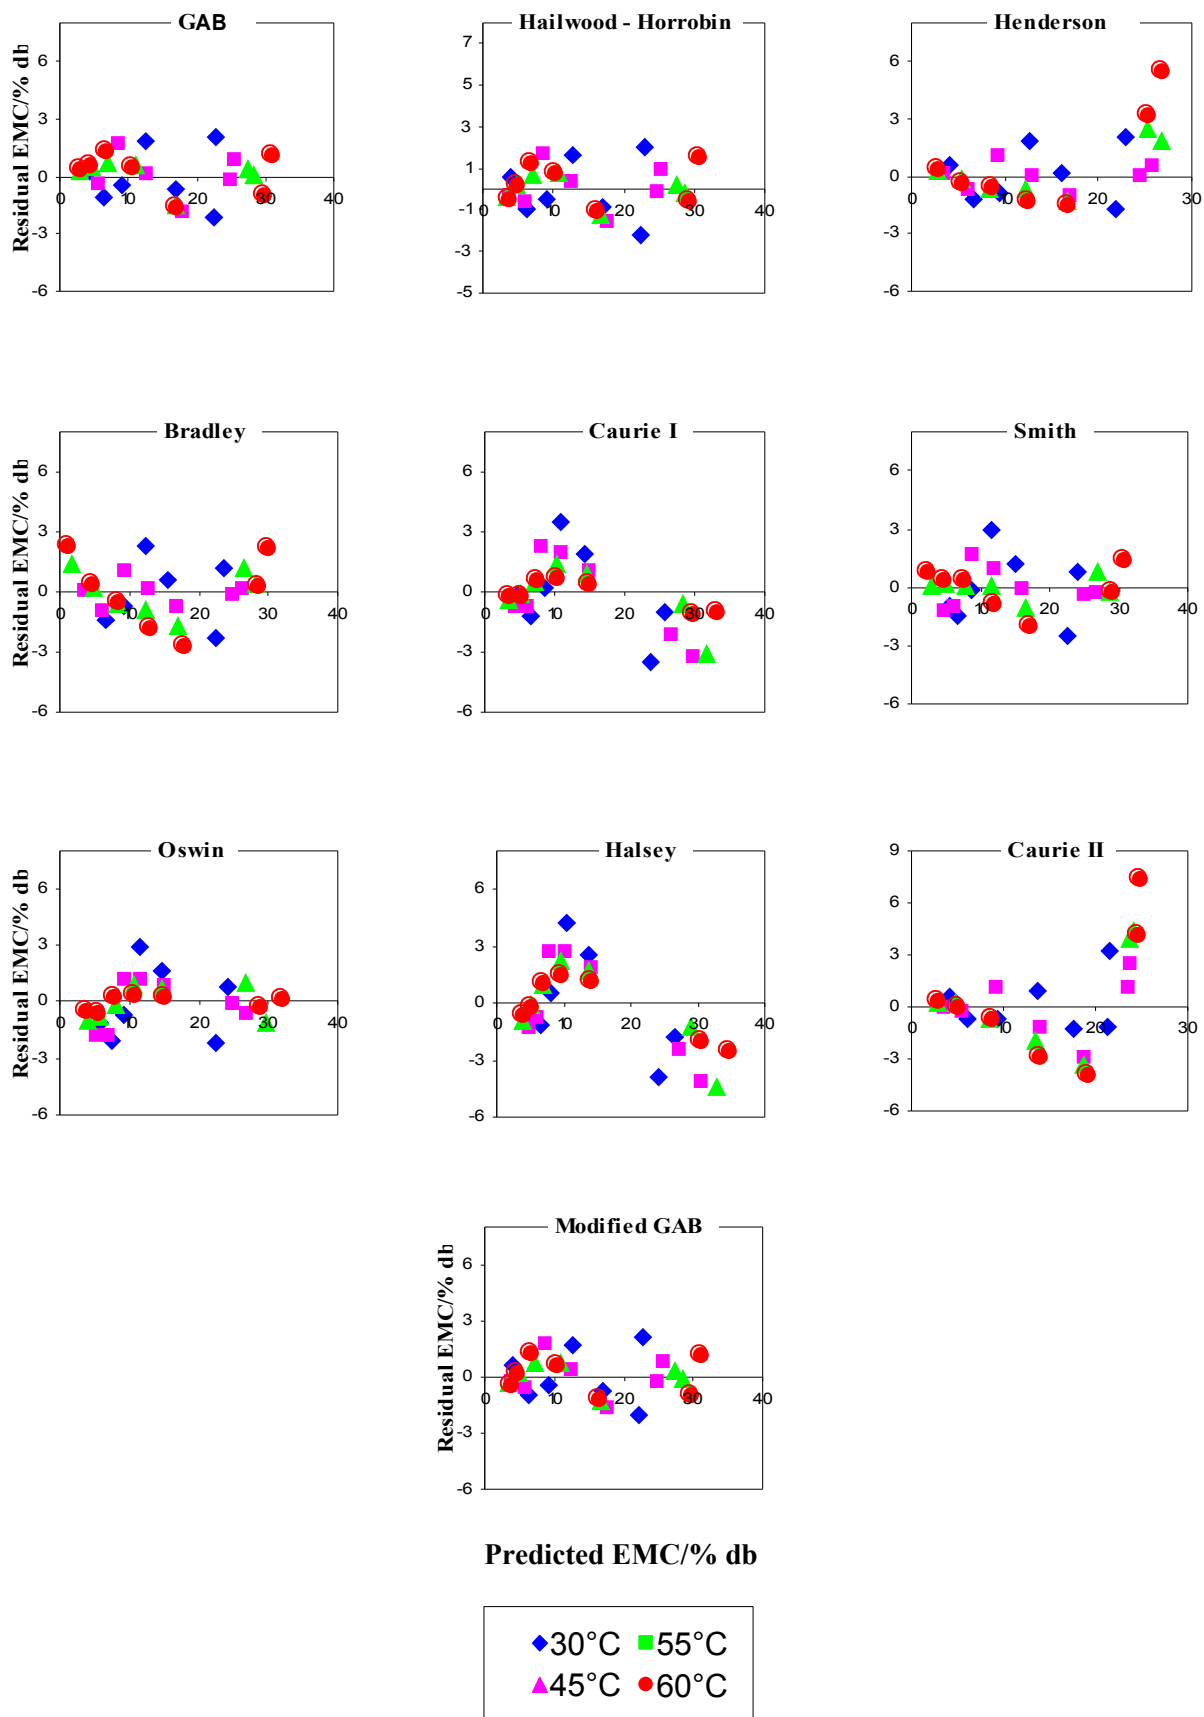 GAB
Hailwood - Horrobin
Henderson
Residual EMC/% db
6
3
0
-3
-6
0 10 20 30 40
7
5
3
1
-1
-3
-5
0 10 20 30 40
6
3
0
-3
-6
0 10 20 30
Bradley
Caurie I
Smith
Residual EMC/% db
6
3
0
-3
-6
0 10 20 30 40
6
3
0
-3
-6
0 10 20 30 40
6
3
0
-3
-6
0 10 20 30 40
Oswin
Halsey
Caurie II
Residual EMC/% db
6
3
0
-3
-6
0 10 20 30 40
6
3
0
-3
-6
0 10 20 30 40
9
6
3
0
-3
-6
0 10 20 30
Modified GAB
Residual EMC/% db
6
3
0
-3
-6
0 10 20 30 40
Predicted EMC/% db
30°C 55°C
45°C 60°C